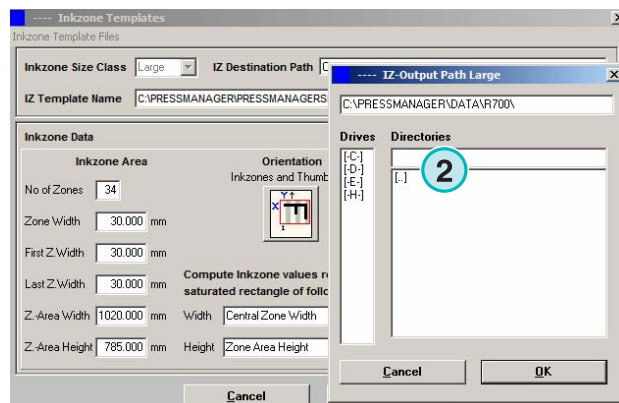 ---- Inkzone Templates
Inkzone Template Files
Inkzone Size Class Large IZ Destination Path
IZ Template Name C:\PRESSMANAGER\PRESSMANAGERS
Inkzone Data
Inkzone Area
No of Zones 34
Zone Width 30.000 mm
First Z.Width 30.000 mm
Last Z.Width 30.000 mm
Z.-Area Width 1020.000 mm
Z.-Area Height 785.000 mm
Orientation
Inkzones and Thumb
Y
X
1
Compute Inkzone values
saturated rectangle of
Width Central Zone Width
Height Zone Area Height
Cancel
---- IZ-Output Path Large
X
C:\PRESSMANAGER\DATA\R700\
Drives Directories
[-C-]
[-D-]
[-E-]
[-H-]
[..]
2
Cancel OK